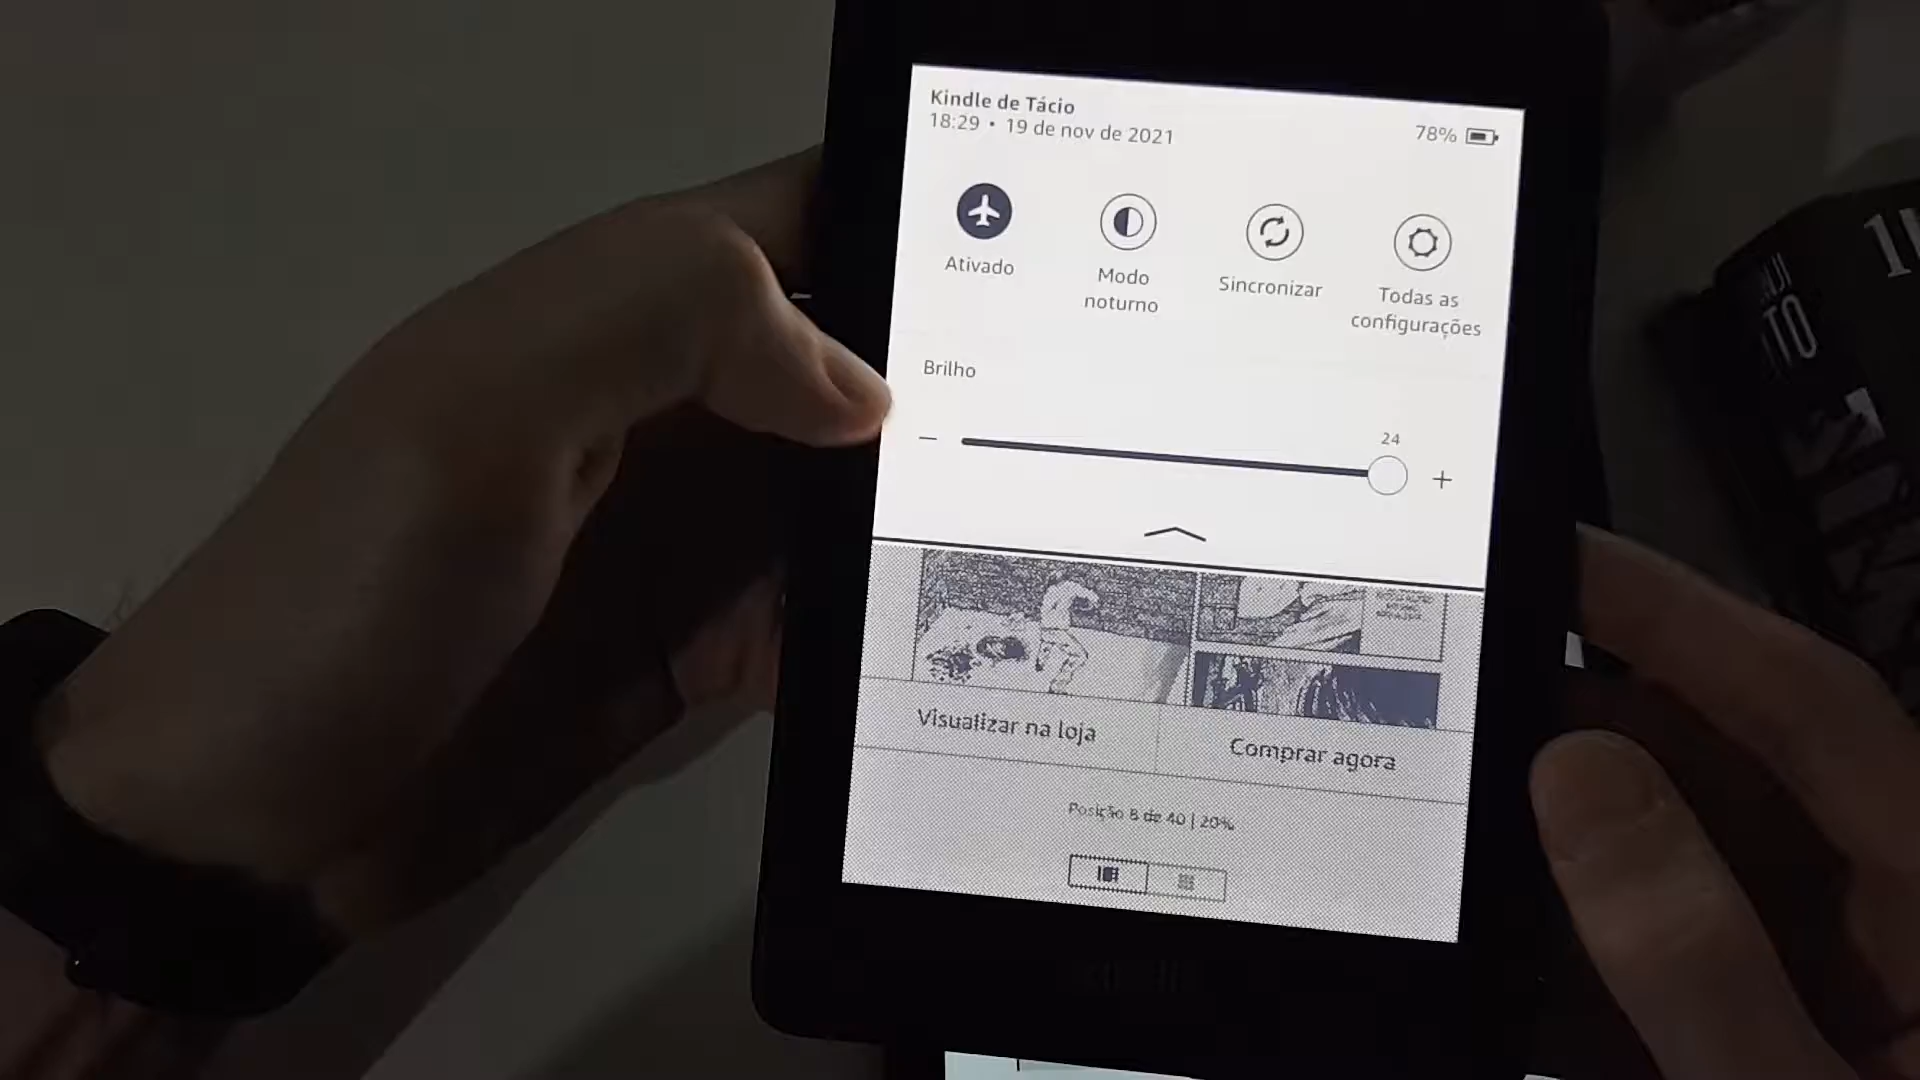 Kindle de Tácio
18:29 • 19 de nov de 2021
78%
Ativado
Modo
noturno
Sincronizar
Todas as
configurações
Brilho
24
Visualizar na loja
Comprar agora
Posição 8 de 40 | 20%